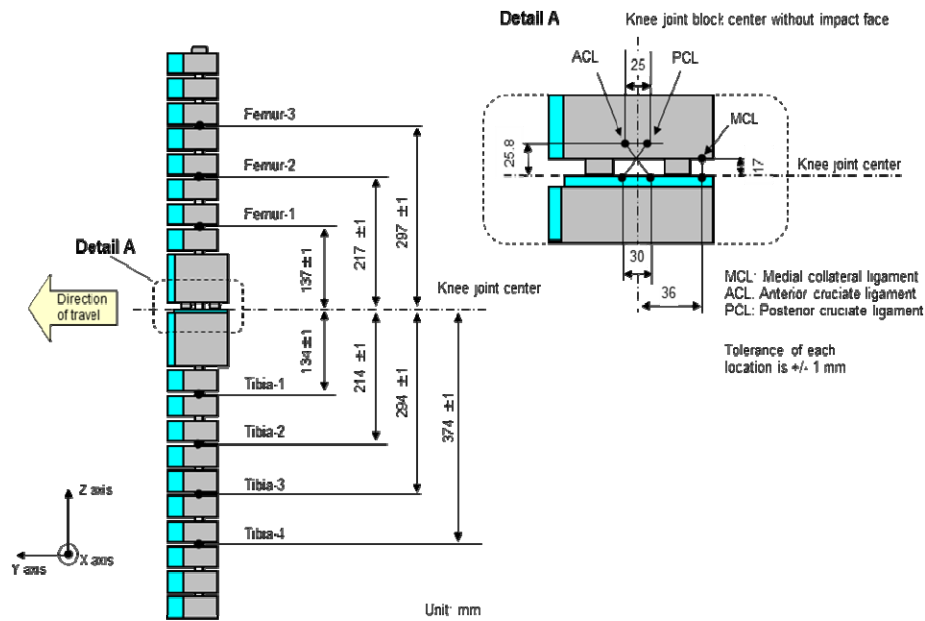 Detail A
Knee joint block center without impact face
ACL
25
PCL
MCL
25.8
17
Knee joint center
30
36
MCL: Medial collateral ligament
ACL. Anterior cruciate ligament
PCL: Posterior cruciate ligament
Tolerance of each
location is +/- 1 mm
Femur-3
Femur-2
Femur-1
137±1
217 ±1
297 ±1
Detail A
Direction
of travel
Knee joint center
134±1
214 ±1
294 ±1
374 ±1
Tibia-1
Tibia-2
Tibia-3
Tibia-4
Z axis
Y axis
X axis
Unit: mm